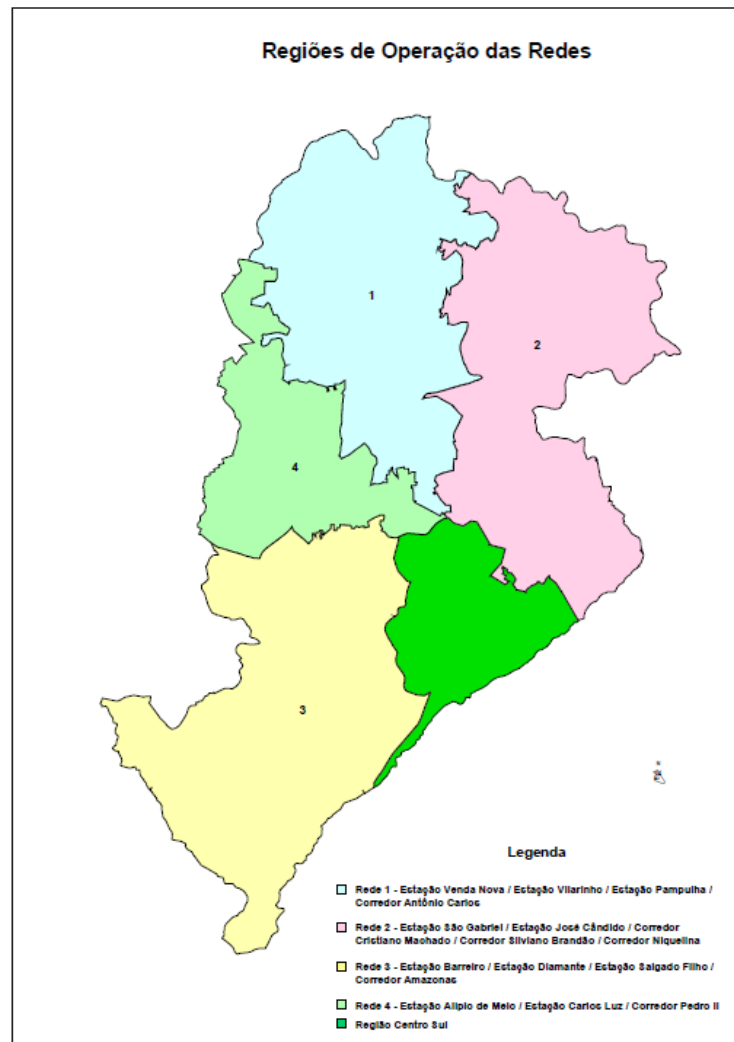 Regiões de Operação das Redes
1
2
4
3
Legenda
Rede 1 - Estação Venda Nova / Estação Vilarinho / Estação Pampulha /
Corredor Antônio Carlos
Rede 2 - Estação São Gabriel / Estação José Cândido / Corredor
Cristiano Machado / Corredor Silviano Brandão / Corredor Niquelina
Rede 3 - Estação Barreiro / Estação Diamante / Estação Salgado Filho /
Corredor Amazonas
Rede 4 - Estação Alípio de Melo / Estação Carlos Luz / Corredor Pedro II
Região Centro Sul